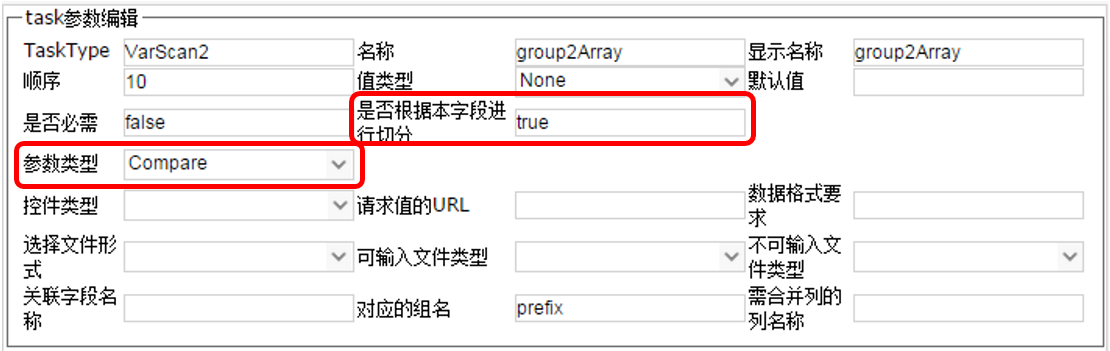 task参数编辑
TaskType VarScan2 名称 group2Array 显示名称 group2Array
顺序 10 值类型 None 默认值
是否必需 false 是否根据本字段进行切分 true
参数类型 Compare
控件类型 请求值的URL 数据格式要求
选择文件形式 可输入文件类型 不可输入文件类型
关联字段名称 对应的组名 prefix 需合并列的列名称